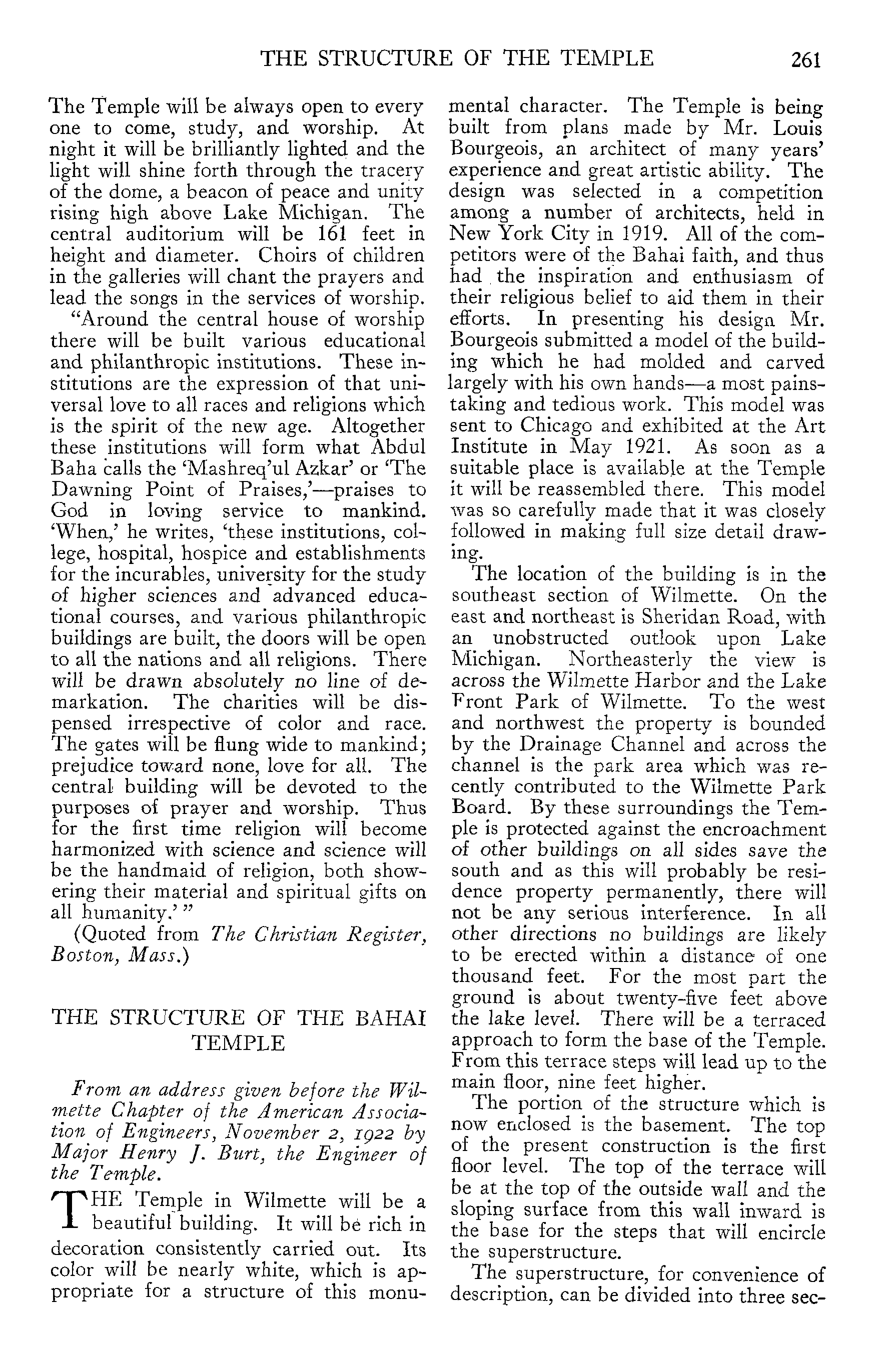 THE STRUCTURE OF THE TEMPLE 261
The Temple will be always open to every
one to come, study, and worship. At
night it will be brilliantly lighted and the
light will shine forth through the tracery
of the dome, a beacon of peace and unity
rising high above Lake Michigan. The
central auditorium will be 161 feet in
height and diameter. Choirs of children
in the galleries will chant the prayers and
lead the songs in the services of worship.
"Around the central house of worship
there will be built various educational
and philanthropic institutions. These in-
stitutions are the expression of that uni-
versal love to all races and religions which
is the spirit of the new age. Altogether
these institutions will form what Abdul
Baha calls the 'Mashreq'ul Azkar' or 'The
Dawning Point of Praises,'—praises to
God in loving service to mankind.
'When,' he writes, 'these institutions, col-
lege, hospital, hospice and establishments
for the incurables, university for the study
of higher sciences and advanced educa-
tional courses, and various philanthropic
buildings are built, the doors will be open
to all the nations and all religions. There
will be drawn absolutely no line of de-
markation. The charities will be dis-
pensed irrespective of color and race.
The gates will be flung wide to mankind;
prejudice toward none, love for all. The
central building will be devoted to the
purposes of prayer and worship. Thus
for the first time religion will become
harmonized with science and science will
be the handmaid of religion, both show-
ering their material and spiritual gifts on
all humanity.' "
(Quoted from The Christian Register,
Boston, Mass.)
THE STRUCTURE OF THE BAHAI
TEMPLE
From an address given before the Wil-
mette Chapter of the American Associa-
tion of Engineers, November 2, 1922 by
Major Henry J. Burt, the Engineer of
the Temple.
THE Temple in Wilmette will be a
beautiful building. It will be rich in
decoration consistently carried out. Its
color will be nearly white, which is ap-
propriate for a structure of this monu-
mental character. The Temple is being
built from plans made by Mr. Louis
Bourgeois, an architect of many years'
experience and great artistic ability. The
design was selected in a competition
among a number of architects, held in
New York City in 1919. All of the com-
petitors were of the Bahai faith, and thus
had the inspiration and enthusiasm of
their religious belief to aid them in their
efforts. In presenting his design Mr.
Bourgeois submitted a model of the build-
ing which he had molded and carved
largely with his own hands—a most pains-
taking and tedious work. This model was
sent to Chicago and exhibited at the Art
Institute in May 1921. As soon as a
suitable place is available at the Temple
it will be reassembled there. This model
was so carefully made that it was closely
followed in making full size detail draw-
ing.
The location of the building is in the
southeast section of Wilmette. On the
east and northeast is Sheridan Road, with
an unobstructed outlook upon Lake
Michigan. Northeasterly the view is
across the Wilmette Harbor and the Lake
Front Park of Wilmette. To the west
and northwest the property is bounded
by the Drainage Channel and across the
channel is the park area which was re-
cently contributed to the Wilmette Park
Board. By these surroundings the Tem-
ple is protected against the encroachment
of other buildings on all sides save the
south and as this will probably be resi-
dence property permanently, there will
not be any serious interference. In all
other directions no buildings are likely
to be erected within a distance of one
thousand feet. For the most part the
ground is about twenty-five feet above
the lake level. There will be a terraced
approach to form the base of the Temple.
From this terrace steps will lead up to the
main floor, nine feet higher.
The portion of the structure which is
now enclosed is the basement. The top
of the present construction is the first
floor level. The top of the terrace will
be at the top of the outside wall and the
sloping surface from this wall inward is
the base for the steps that will encircle
the superstructure.
The superstructure, for convenience of
description, can be divided into three sec-